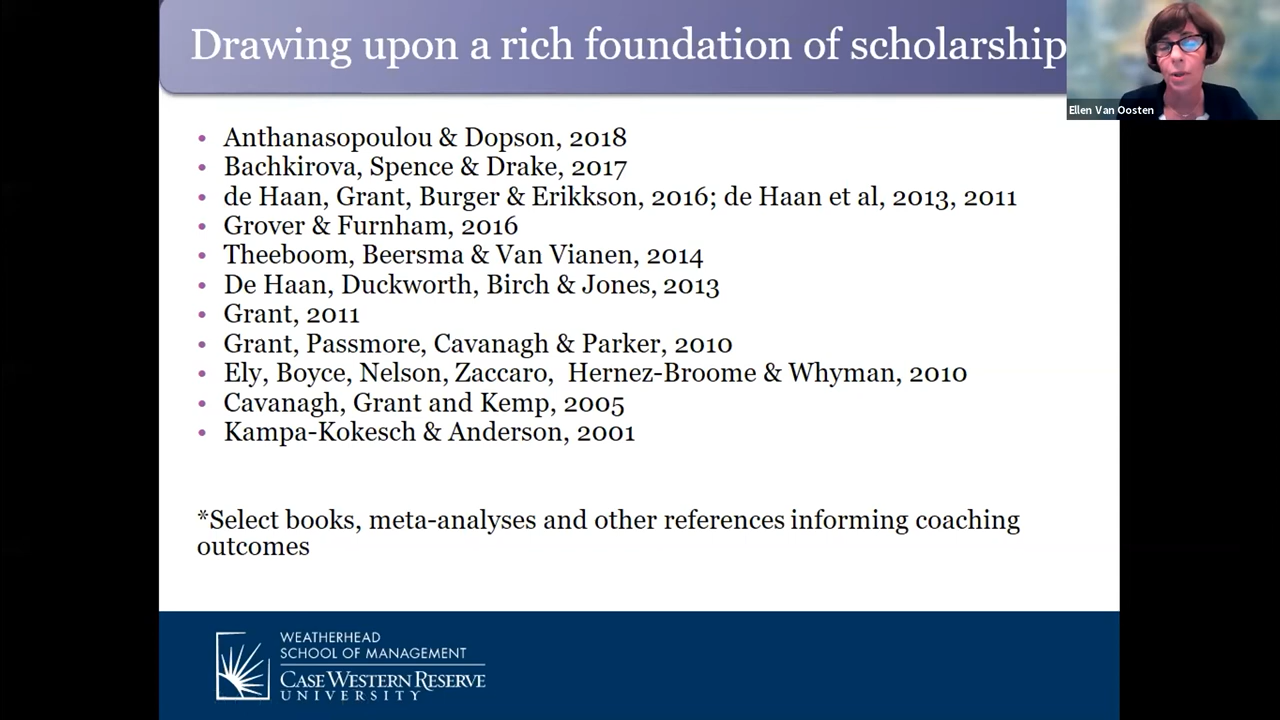 Drawing upon a rich foundation of scholarship
Ellen Van Oosten
• Anthanasopoulou & Dopson, 2018
• Bachkirova, Spence & Drake, 2017
• de Haan, Grant, Burger & Erikkson, 2016; de Haan et al, 2013, 2011
• Grover & Furnham, 2016
• Theeboom, Beersma & Van Vianen, 2014
• De Haan, Duckworth, Birch & Jones, 2013
• Grant, 2011
• Grant, Passmore, Cavanagh & Parker, 2010
• Ely, Boyce, Nelson, Zaccaro,  Hernez-Broome & Whyman, 2010
• Cavanagh, Grant and Kemp, 2005
• Kampa-Kokesch & Anderson, 2001
*Select books, meta-analyses and other references informing coaching
outcomes
WEATHERHEAD
SCHOOL OF MANAGEMENT
CASE WESTERN RESERVE
UNIVERSITY